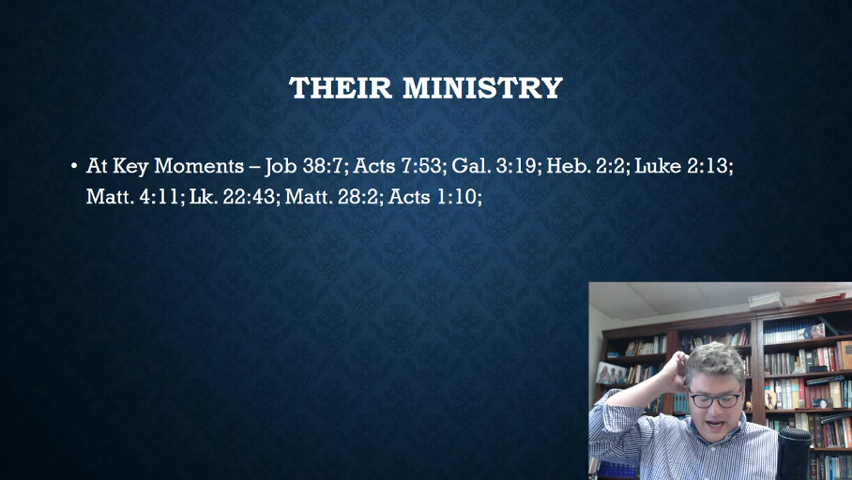 THEIR MINISTRY
• At Key Moments – Job 38:7; Acts 7:53; Gal. 3:19; Heb. 2:2; Luke 2:13;
Matt. 4:11; Lk. 22:43; Matt. 28:2; Acts 1:10;